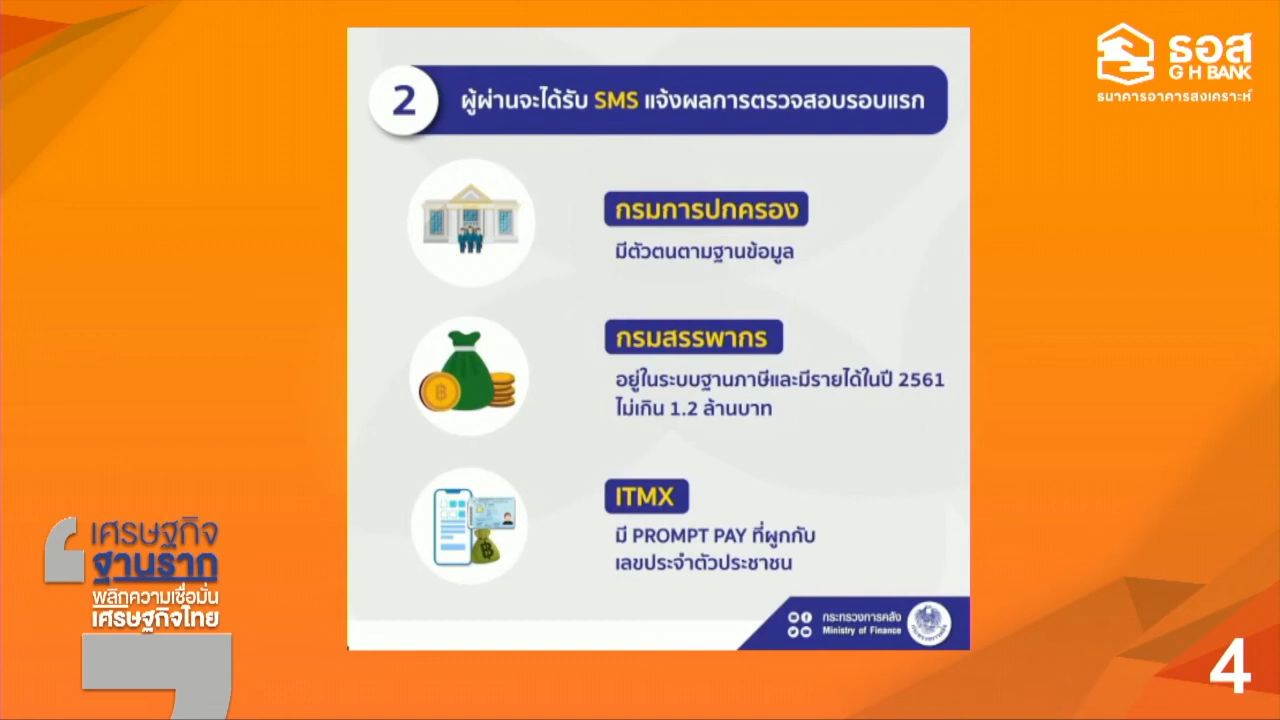 ธอส
G H BANK
ธนาคารอาคารสงเคราะห์
2
ผู้ผ่านจะได้รับ SMS แจ้งผลการตรวจสอบรอบแรก
กรมการปกครอง
มีตัวตนตามฐานข้อมูล
กรมสรรพากร
อยู่ในระบบฐานภาษีและมีรายได้ในปี 2561
ไม่เกิน 1.2 ล้านบาท
ITMX
มี PROMPT PAY ที่ผูกกับ
เลขประจำตัวประชาชน
กระทรวงการคลัง
Ministry of Finance
เศรษฐกิจ
ฐานราก
พลิกความเชื่อมั่น
เศรษฐกิจไทย
4